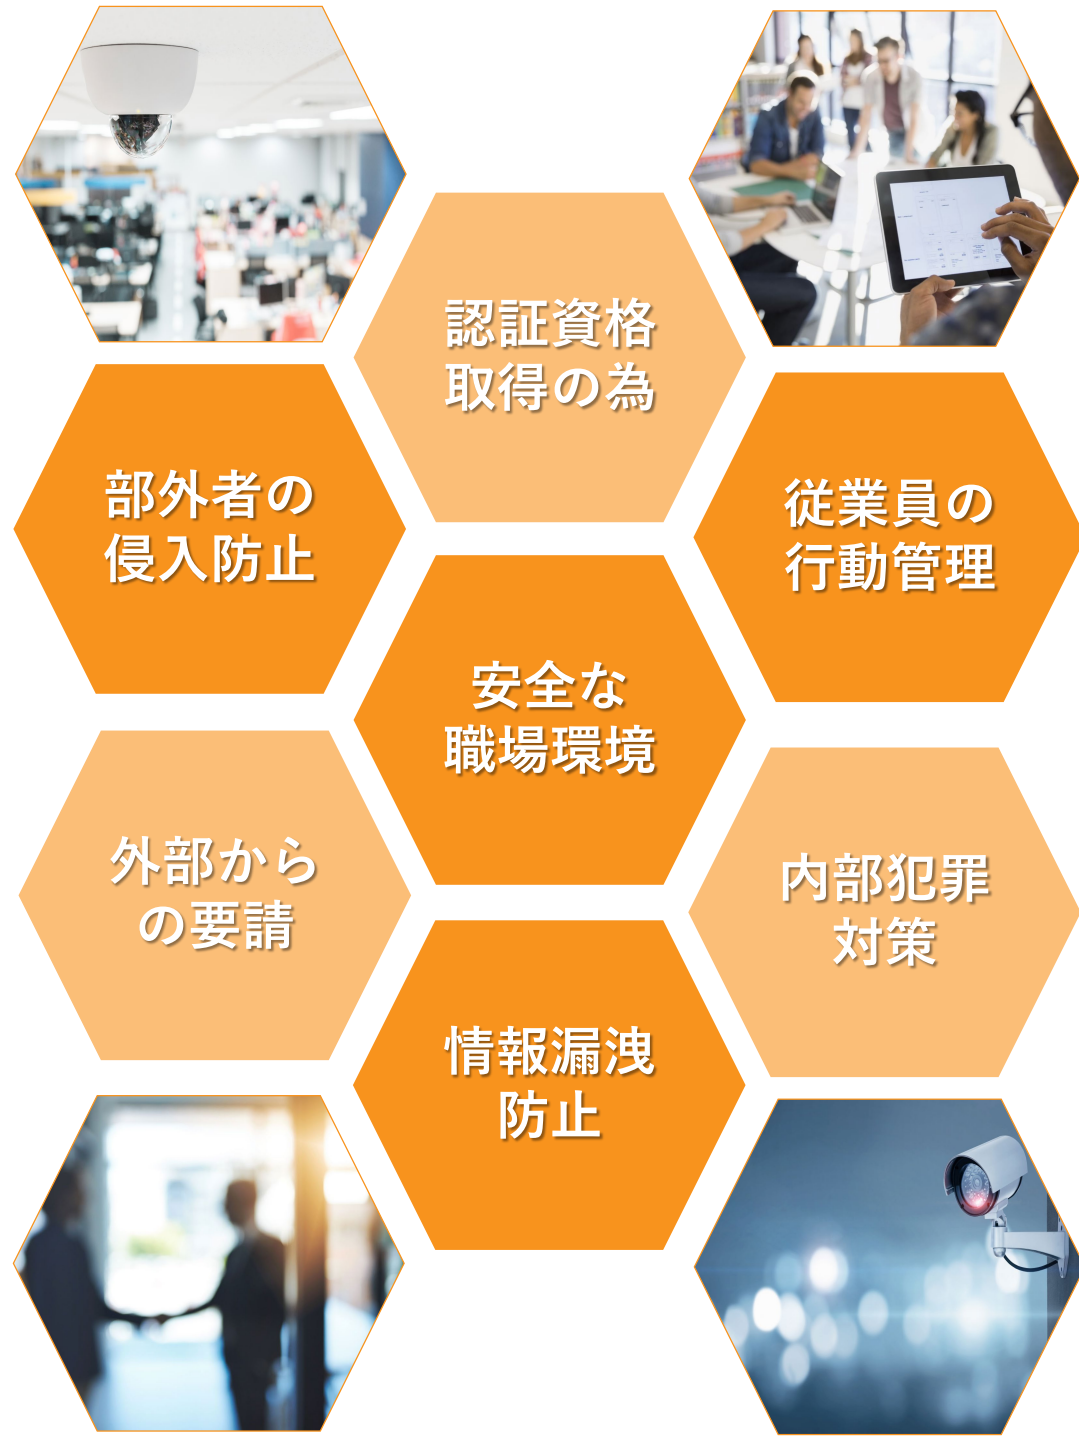 認証資格
取得の為
部外者の
侵入防止
従業員の
行動管理
安全な
職場環境
外部から
の要請
内部犯罪
対策
情報漏洩
防止